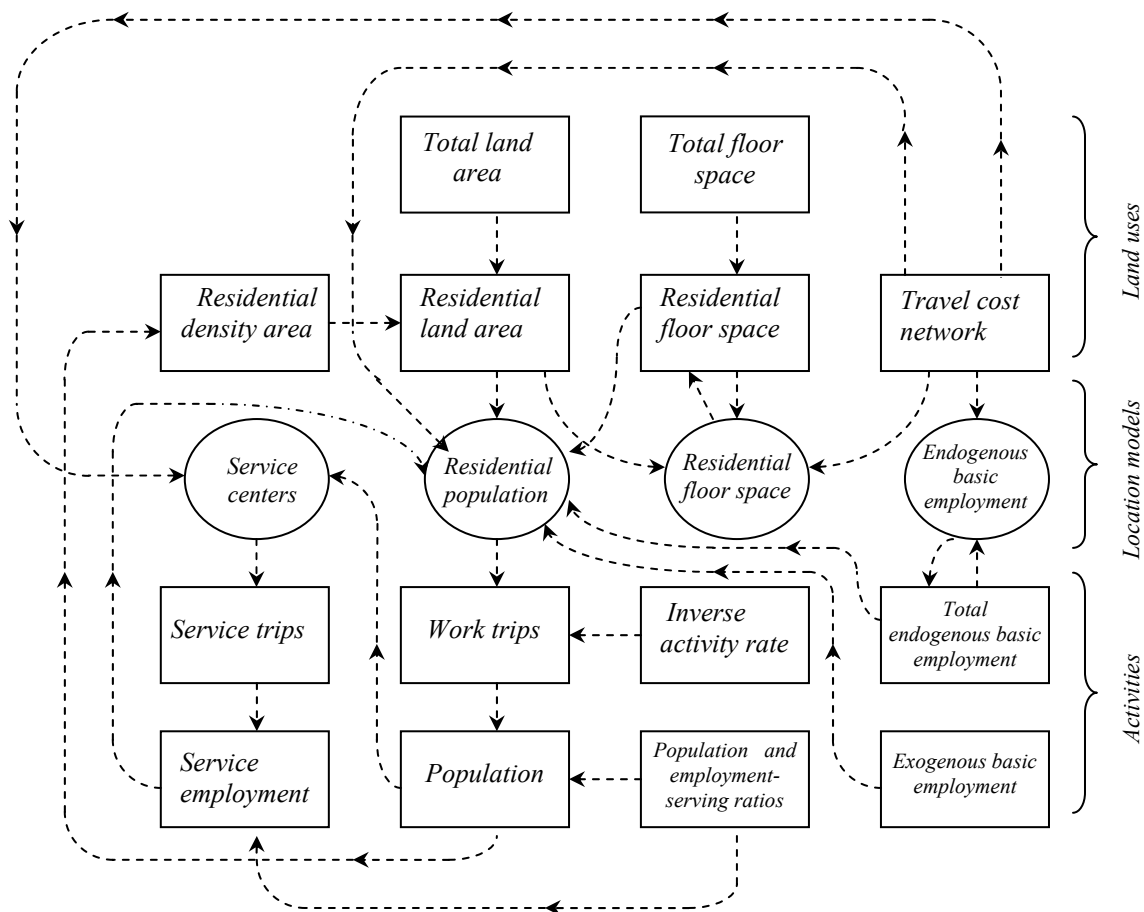 Total land
area
Total floor
space
Residential
density area
Residential
land area
Residential
floor space
Travel cost
network
Land uses
Service
centers
Residential
population
Residential
floor space
Endogenous
basic
employment
Location models
Service trips
Work trips
Inverse
activity rate
Total
endogenous basic
employment
Service
employment
Population
Population and
employment-
serving ratios
Exogenous basic
employment
Activities